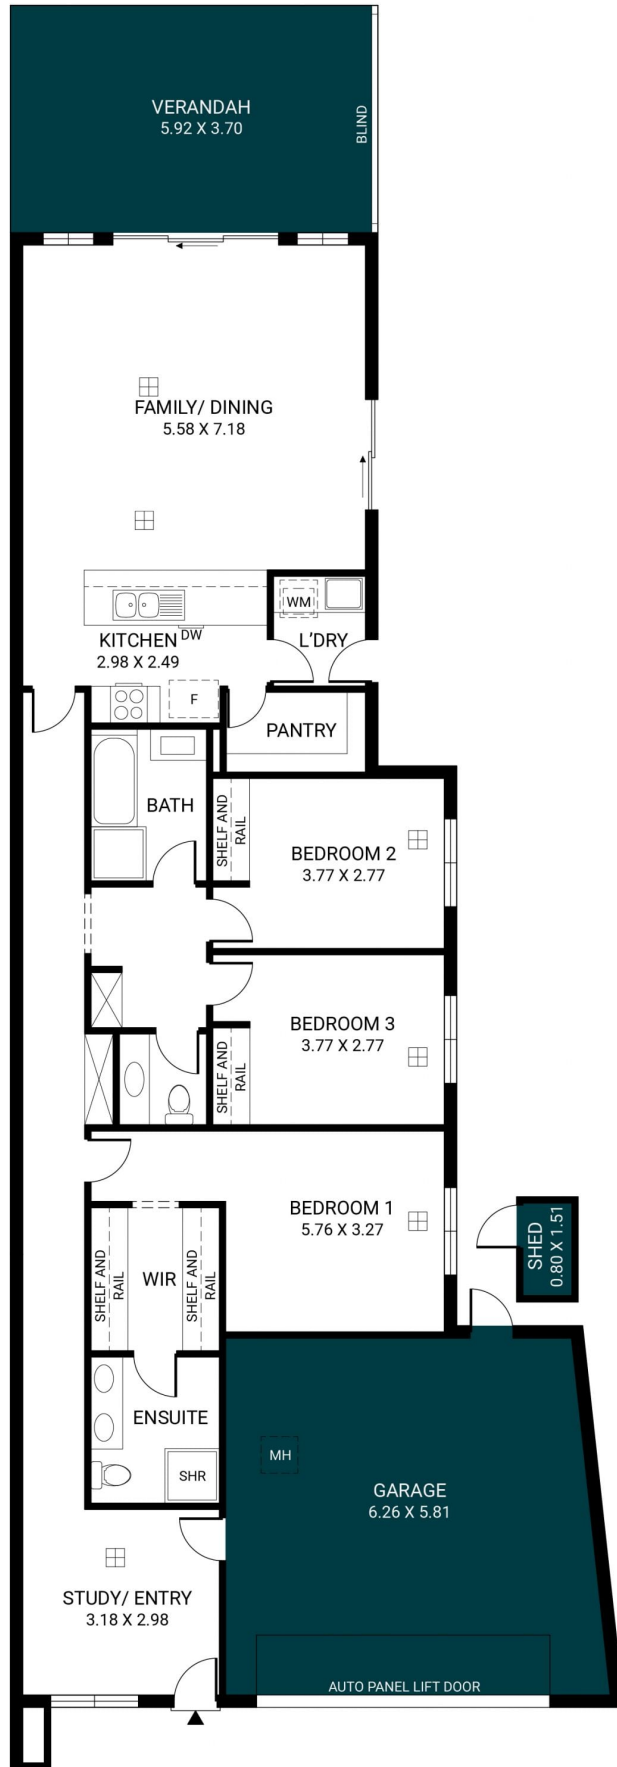 VERANDAH
5.92 X 3.70
BLIND
FAMILY/ DINING
5.58 X 7.18
WM
KITCHEN
DW
2.98 X 2.49
L'DRY
F
PANTRY
BATH
SHELF AND
RAIL
BEDROOM 2
3.77 X 2.77
BEDROOM 3
3.77 X 2.77
SHELF AND
RAIL
BEDROOM 1
5.76 X 3.27
SHED
0.80 X 1.51
SHELF AND
RAIL
WIR
SHELF AND
RAIL
ENSUITE
SHR
MH
GARAGE
6.26 X 5.81
STUDY/ ENTRY
3.18 X 2.98
AUTO PANEL LIFT DOOR